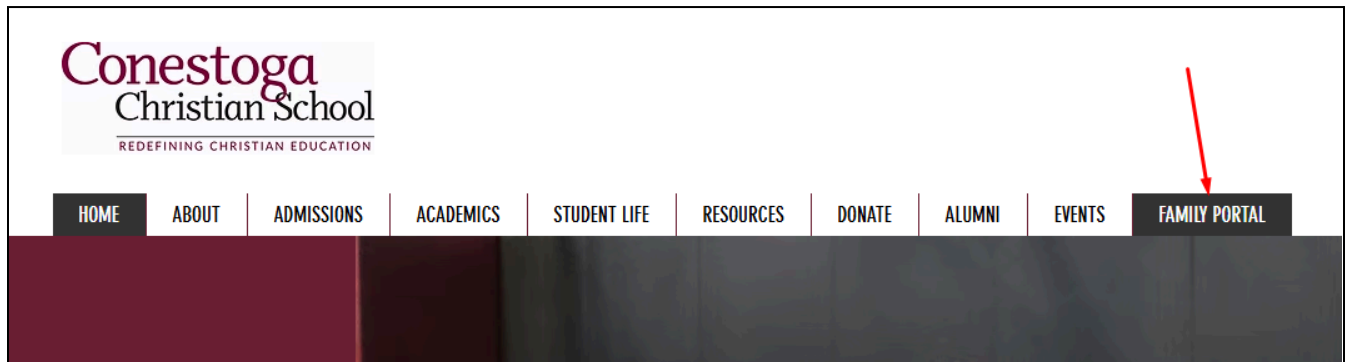 Conestoga
Christian School
REDEFINING CHRISTIAN EDUCATION
HOME ABOUT ADMISSIONS ACADEMICS STUDENT LIFE RESOURCES DONATE ALUMNI EVENTS FAMILY PORTAL